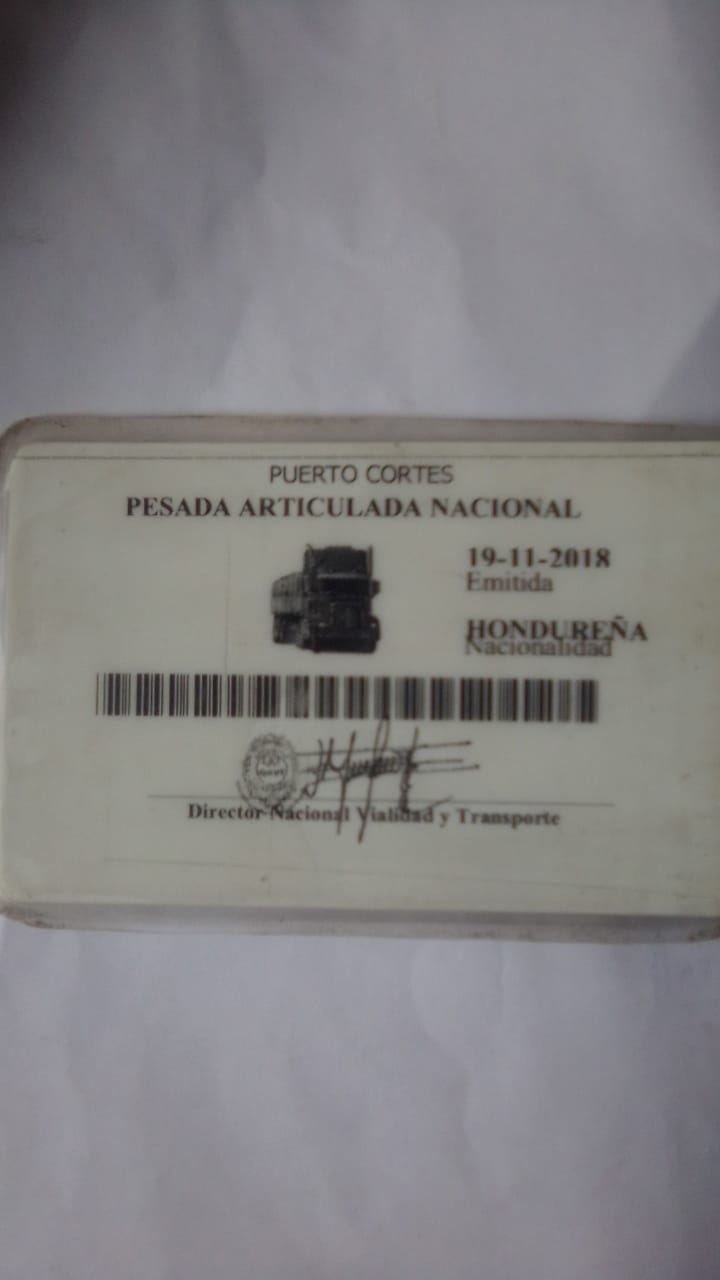 PUERTO CORTES
PESADA ARTICULADA NACIONAL
19-11-2018
Emitida
HONDUREÑA
Nacionalidad
Director Nacional Vialidad y Transporte